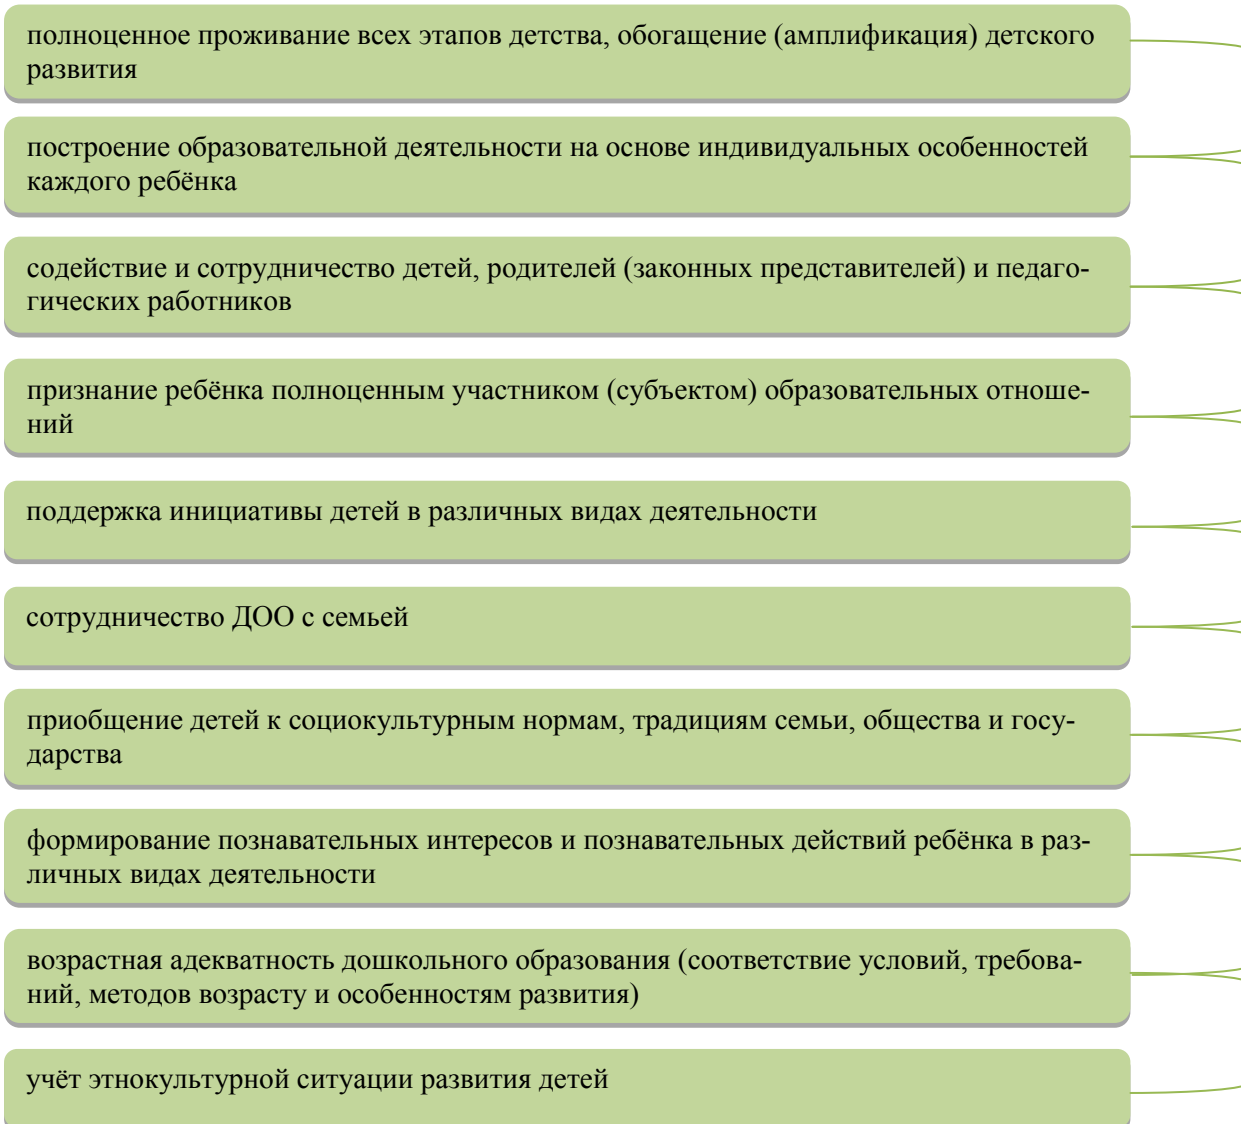 полноценное проживание всех этапов детства, обогащение (амплификация) детского
развития
построение образовательной деятельности на основе индивидуальных особенностей
каждого ребёнка
содействие и сотрудничество детей, родителей (законных представителей) и педаго-
гических работников
признание ребёнка полноценным участником (субъектом) образовательных отноше-
ний
поддержка инициативы детей в различных видах деятельности
сотрудничество ДОО с семьей
приобщение детей к социокультурным нормам, традициям семьи, общества и госу-
дарства
формирование познавательных интересов и познавательных действий ребёнка в раз-
личных видах деятельности
возрастная адекватность дошкольного образования (соответствие условий, требова-
ний, методов возрасту и особенностям развития)
учёт этнокультурной ситуации развития детей